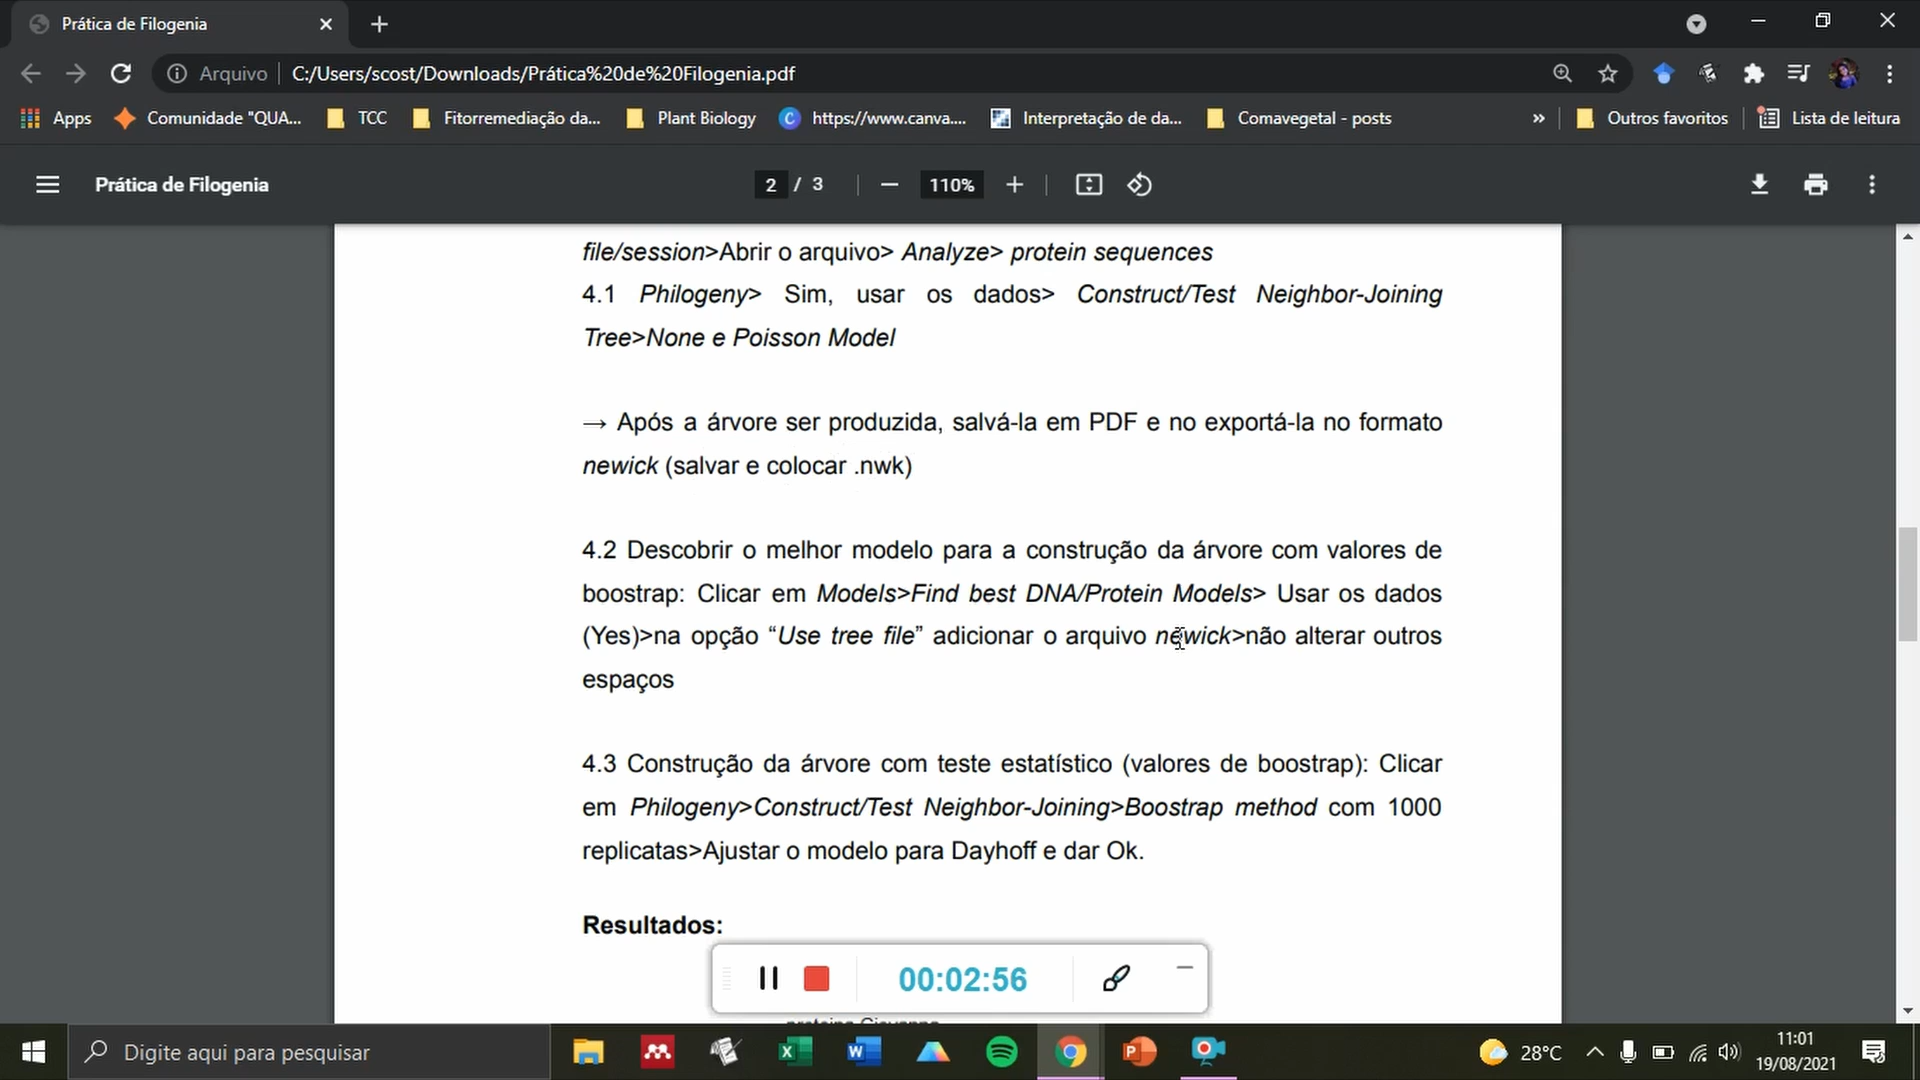 Prática de Filogenia
Arquivo C:/Users/scost/Downloads/Prática%20de%20Filogenia.pdf
Apps Comunidade "QUA... TCC Fitorremediação da... Plant Biology https://www.canva.... Interpretação de da... Comavegetal - posts » Outros favoritos Lista de leitura
Prática de Filogenia 2 / 3 110%
file/session>Abrir o arquivo> Analyze> protein sequences
4.1 Philogeny> Sim, usar os dados> Construct/Test Neighbor-Joining
Tree>None e Poisson Model
→ Após a árvore ser produzida, salvá-la em PDF e no exportá-la no formato
newick (salvar e colocar .nwk)
4.2 Descobrir o melhor modelo para a construção da árvore com valores de
boostrap: Clicar em Models>Find best DNA/Protein Models> Usar os dados
(Yes)>na opção “Use tree file” adicionar o arquivo newick>não alterar outros
espaços
4.3 Construção da árvore com teste estatístico (valores de boostrap): Clicar
em Philogeny>Construct/Test Neighbor-Joining>Boostrap method com 1000
replicatas>Ajustar o modelo para Dayhoff e dar Ok.
Resultados:
00:02:56
Digite aqui para pesquisar
28°C
11:01
19/08/2021